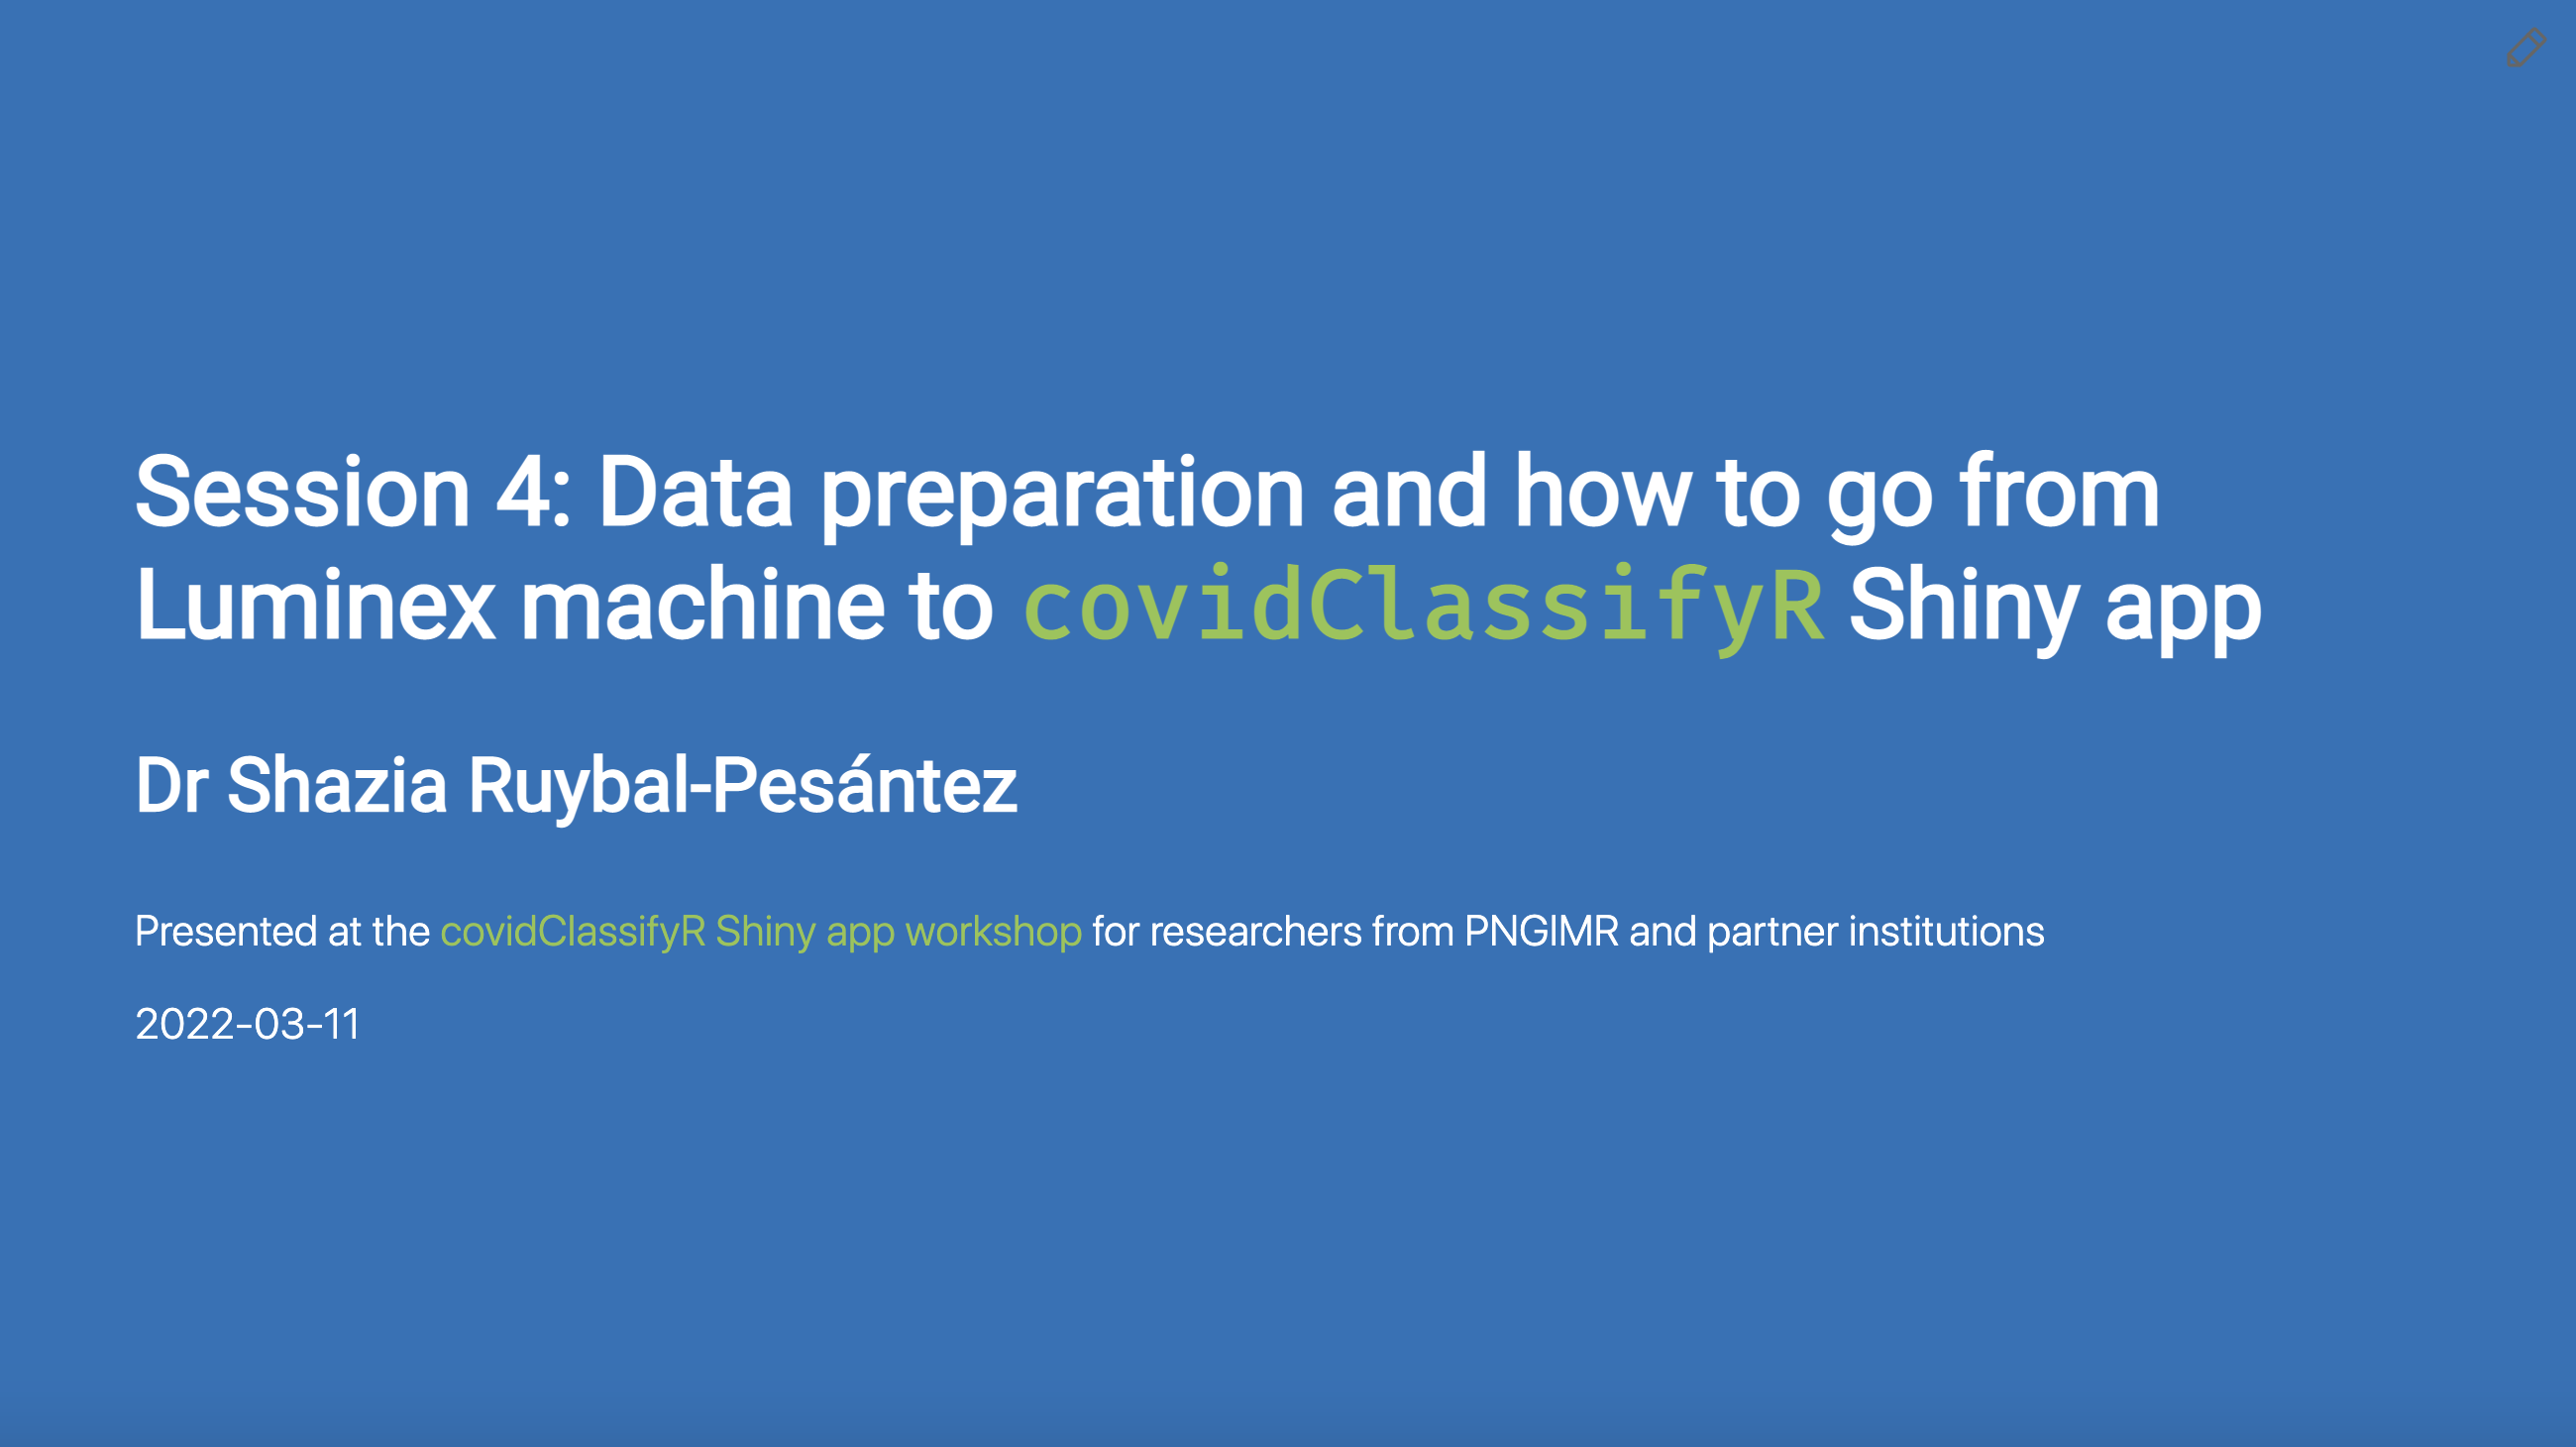 Session 4: Data preparation and how to go from
Luminex machine to covidClassifyR Shiny app
Dr Shazia Ruybal-Pesántez
Presented at the covidClassifyR Shiny app workshop for researchers from PNGIMR and partner institutions
2022-03-11